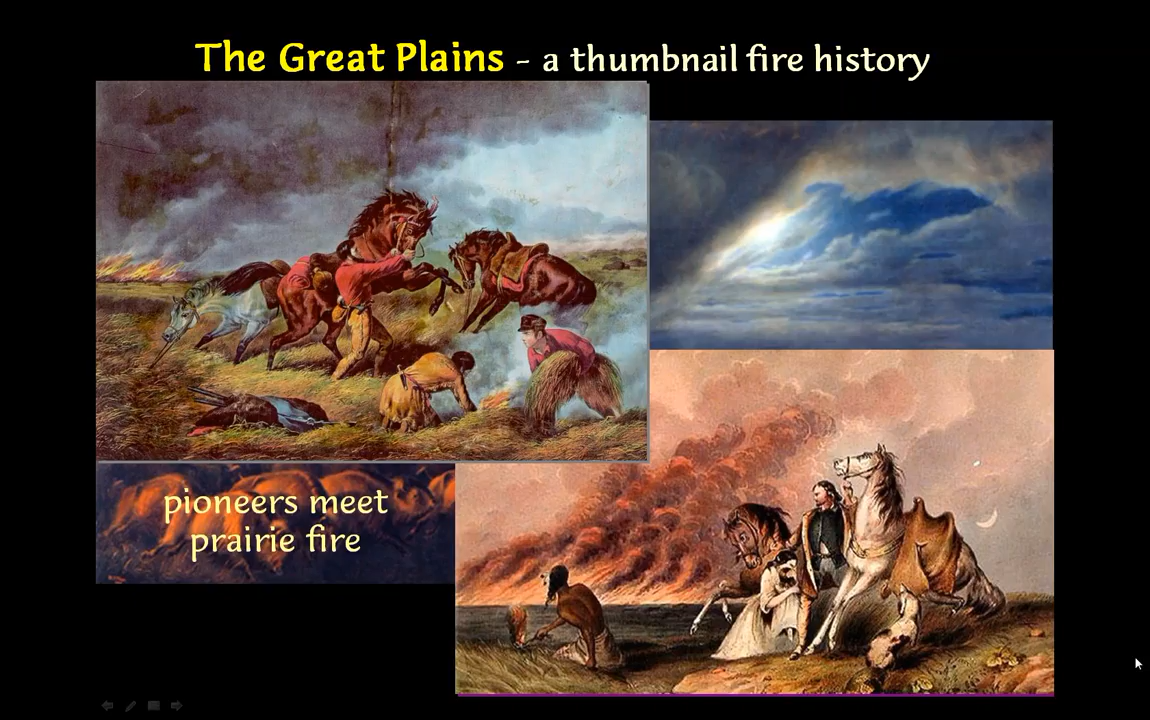 The Great Plains - a thumbnail fire history
pioneers meet
prairie fire